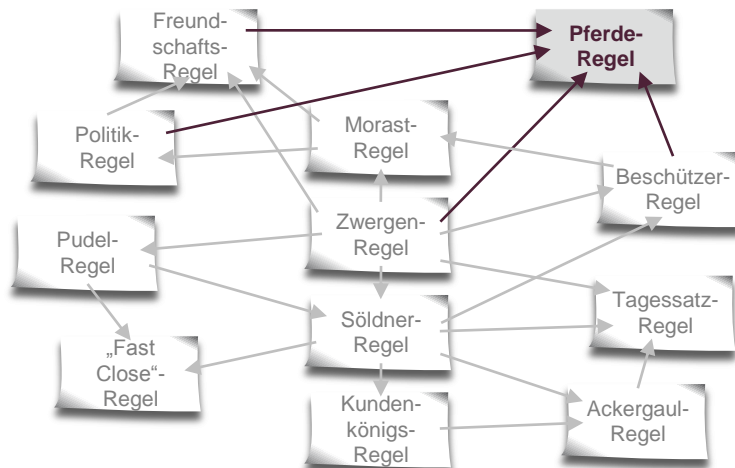 Freund-
schafts-
Regel
Pferde-
Regel
Politik-
Regel
Morast-
Regel
Beschützer-
Regel
Zwergen-
Regel
Pudel-
Regel
Tagessatz-
Regel
Söldner-
Regel
„Fast
Close“-
Regel
Kunden-
königs-
Regel
Ackergaul-
Regel